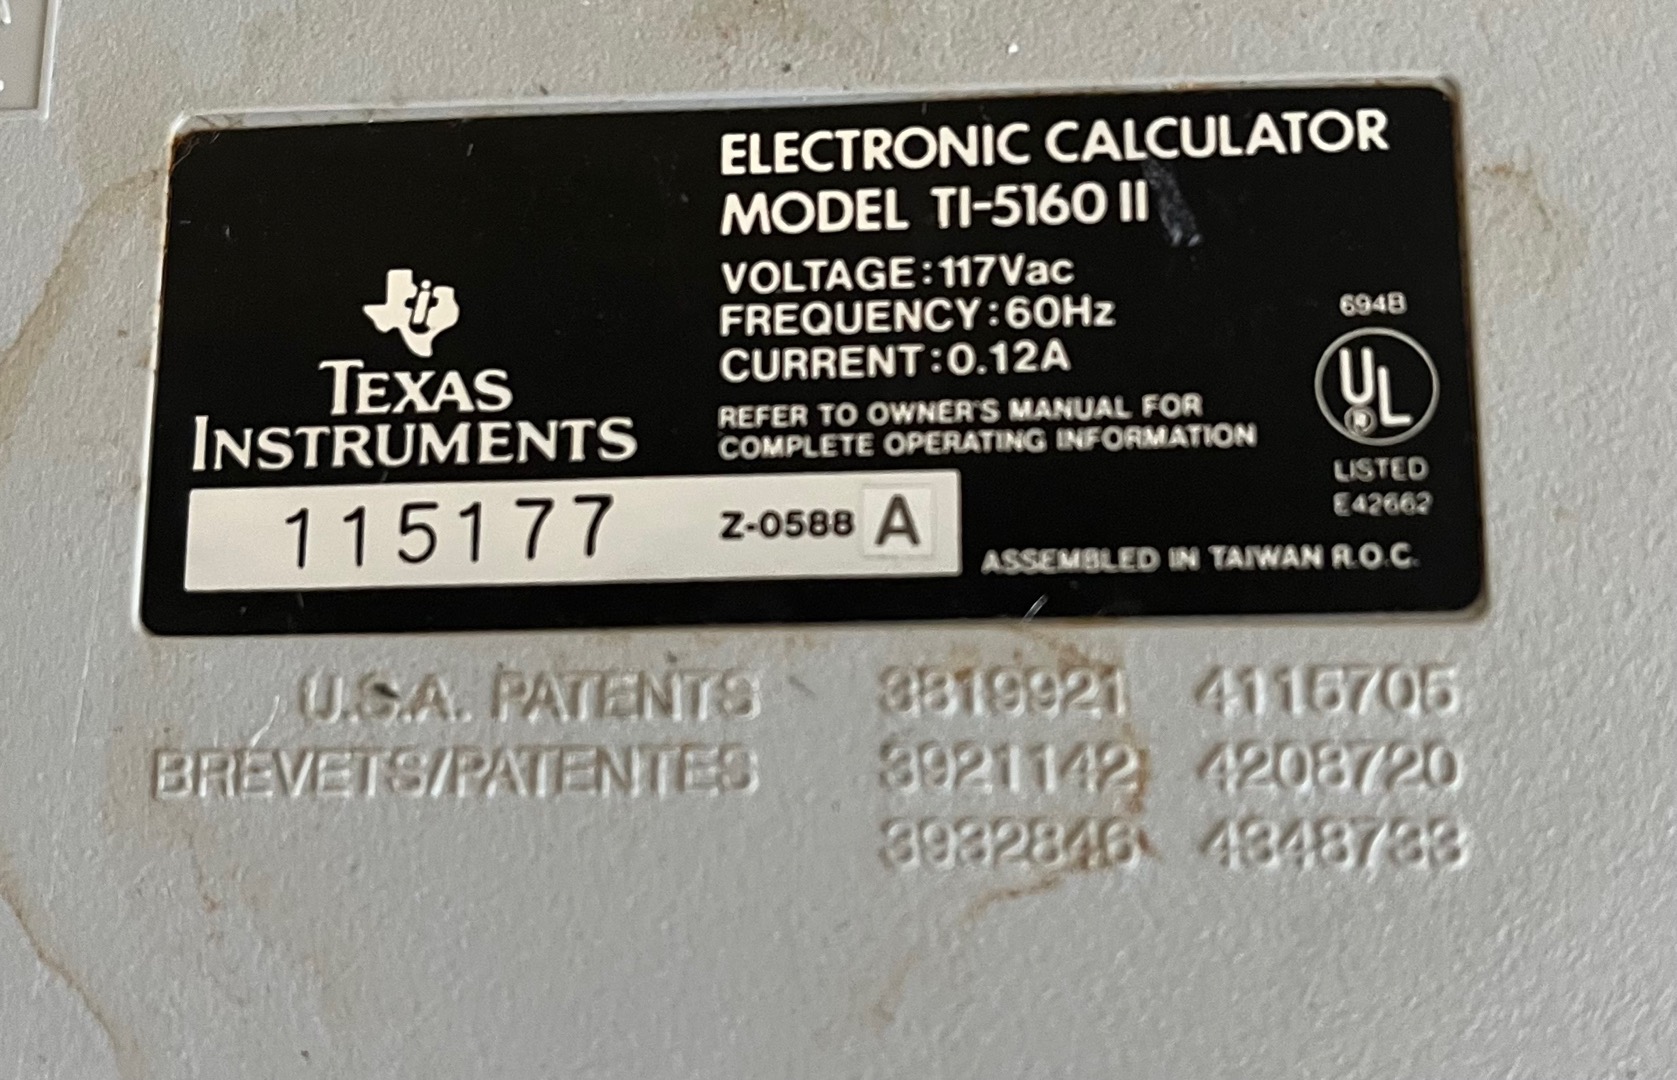 ELECTRONIC CALCULATOR
MODEL TI-5160 II
VOLTAGE:117Vac
FREQUENCY:60Hz
CURRENT:0.12A
REFER TO OWNER'S MANUAL FOR
COMPLETE OPERATING INFORMATION
TEXAS
INSTRUMENTS
115177 Z-0588 A
694B
UL
LISTED
E42662
ASSEMBLED IN TAIWAN R.O.C.
U.S.A. PATENTS 3819921 4115705
BREVETS/PATENTES 3921142 4208720
3932846 4348733